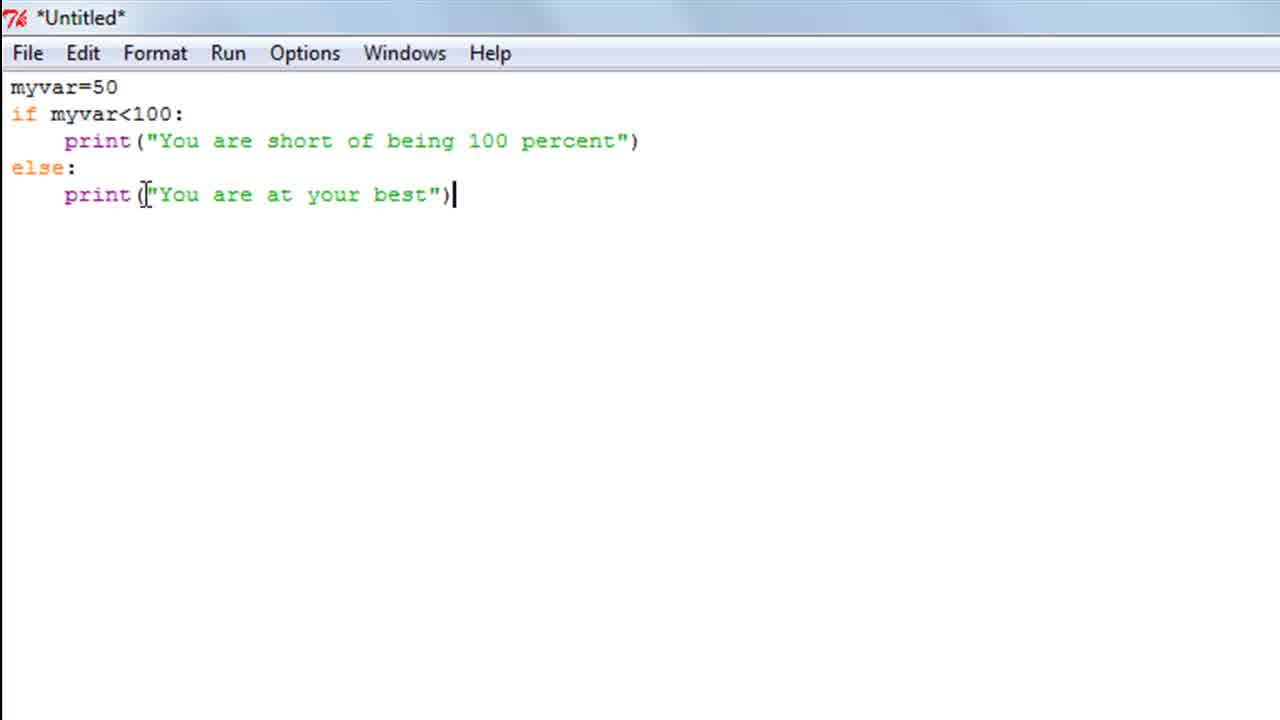 Tk *Untitled*
File Edit Format Run Options Windows Help
myvar=50
if myvar<100:
    print("You are short of being 100 percent")
else:
    print("You are at your best")